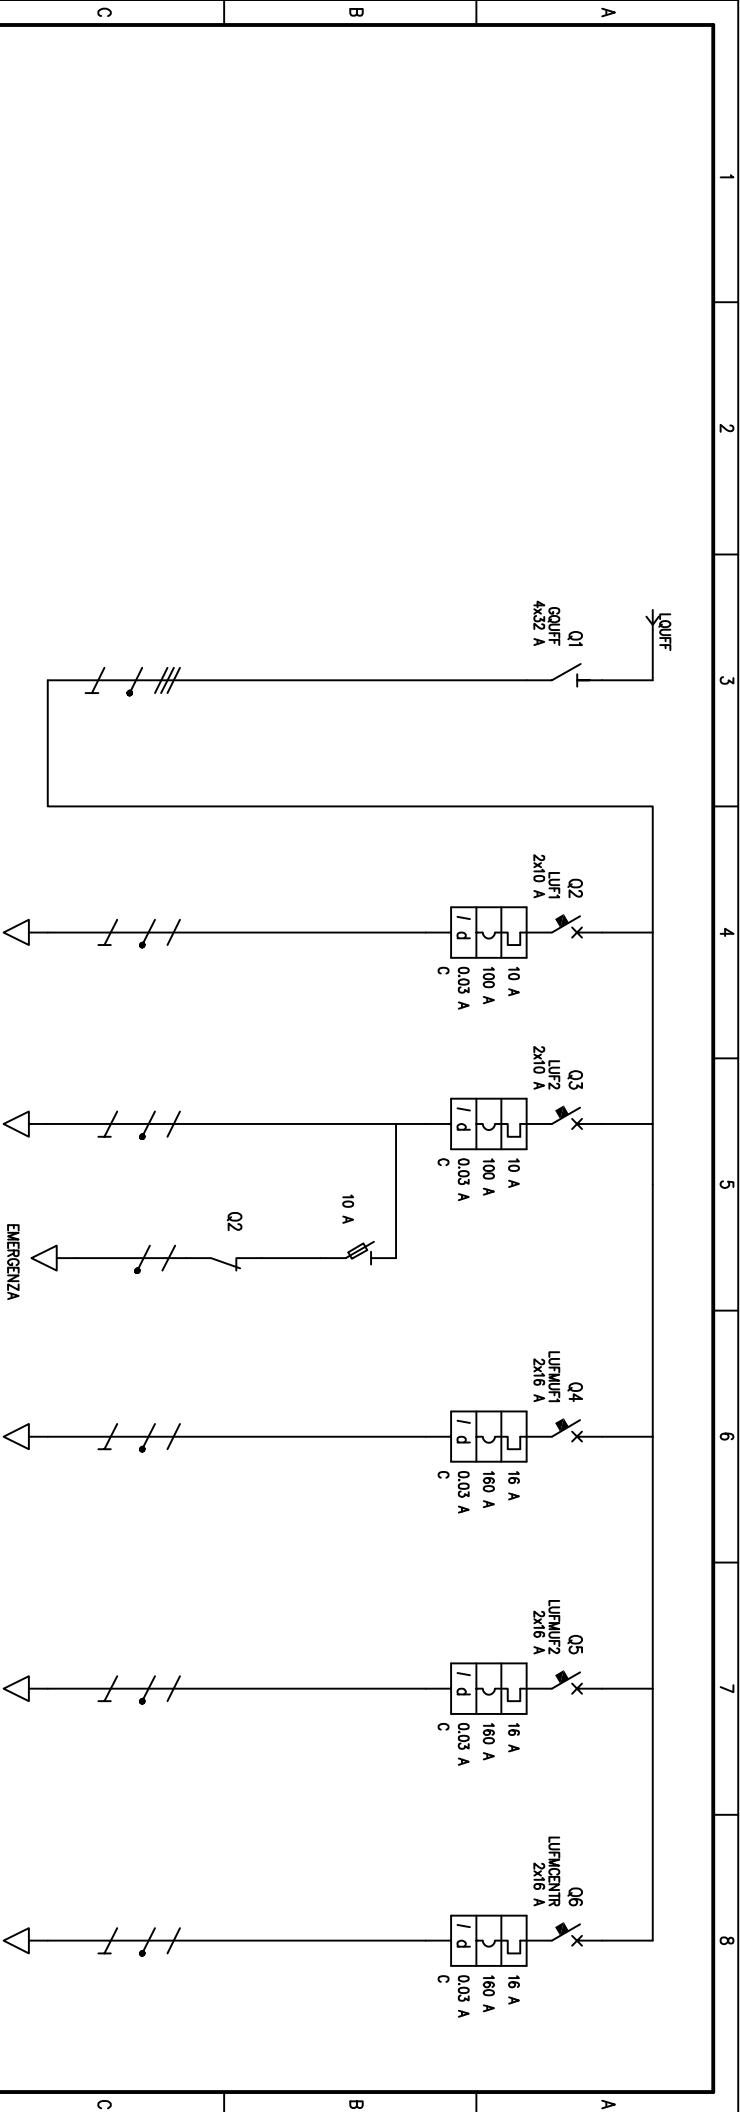 1
2
3
4
5
6
7
8
A
A
B
B
C
C
LQUFF
Q1
GQUFF
4x32 A
Q2
LUF1
2x10 A
10 A
100 A
0.03 A
C
I d
Q3
LUF2
2x10 A
10 A
100 A
0.03 A
C
I d
10 A
Q2
EMERGENZA
Q4
LUFMUF1
2x16 A
16 A
160 A
0.03 A
C
I d
Q5
LUFMUF2
2x16 A
16 A
160 A
0.03 A
C
I d
Q6
LUFMCENTR
2x16 A
16 A
160 A
0.03 A
C
I d